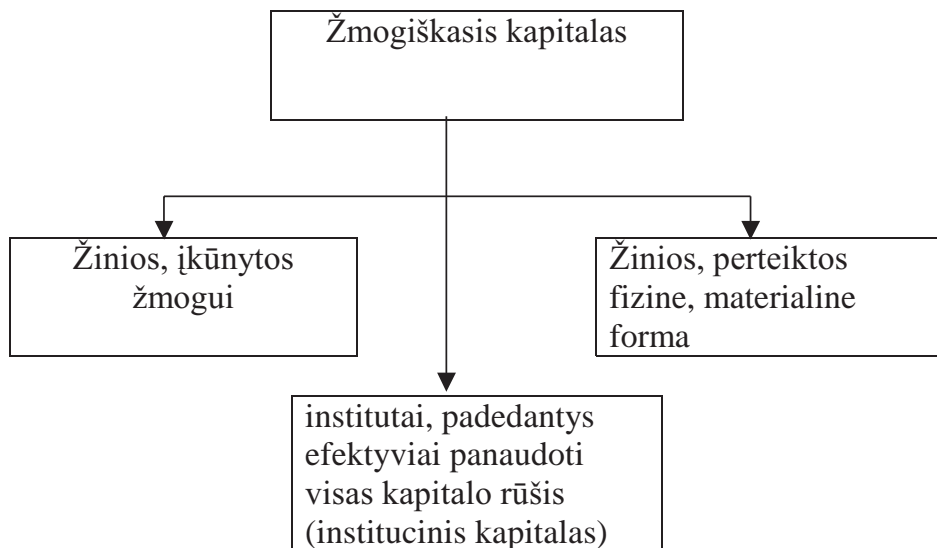 Žmogiškasis kapitalas
Žinios, įkūnytos
žmogui
Žinios, perteiktos
fizine, materialine
forma
institutai, padedantys
efektyviai panaudoti
visas kapitalo rūšis
(institucinis kapitalas)